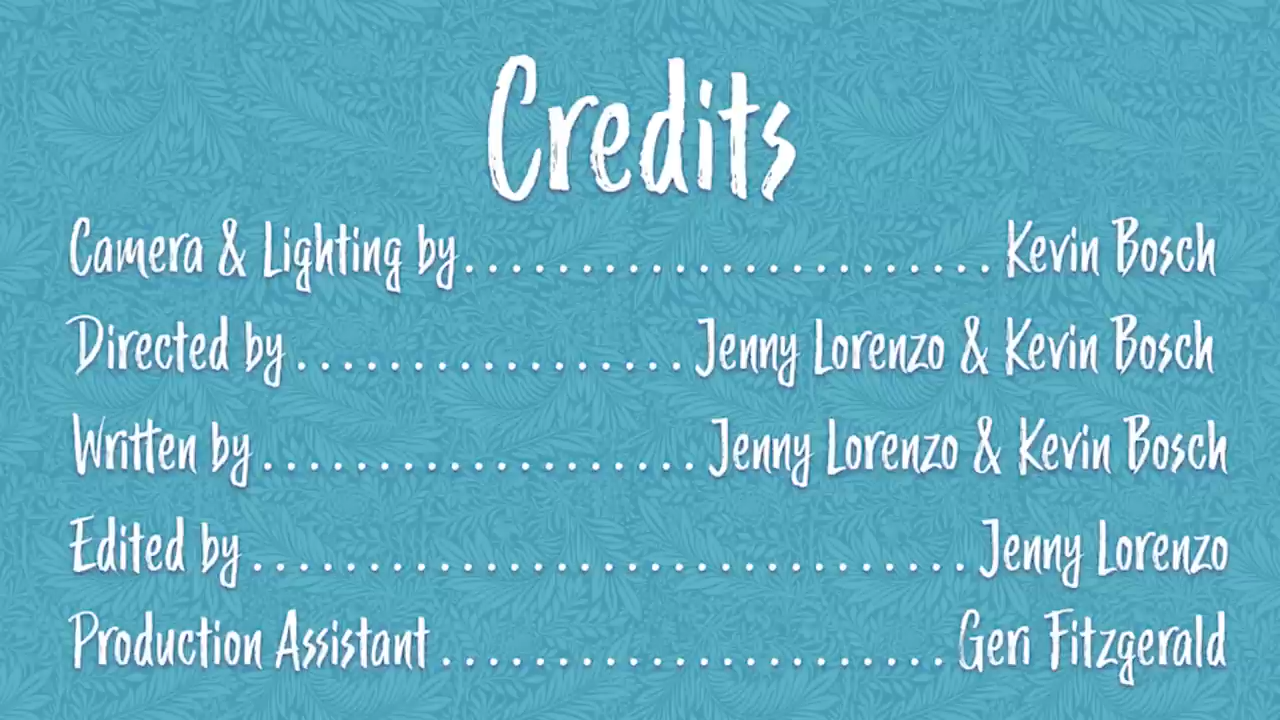 Credits
Camera & Lighting by....................... Kevin Bosch
Directed by ................. Jenny Lorenzo & Kevin Bosch
Written by ................... Jenny Lorenzo & Kevin Bosch
Edited by ............................... Jenny Lorenzo
Production Assistant ...................... Geri Fitzgerald